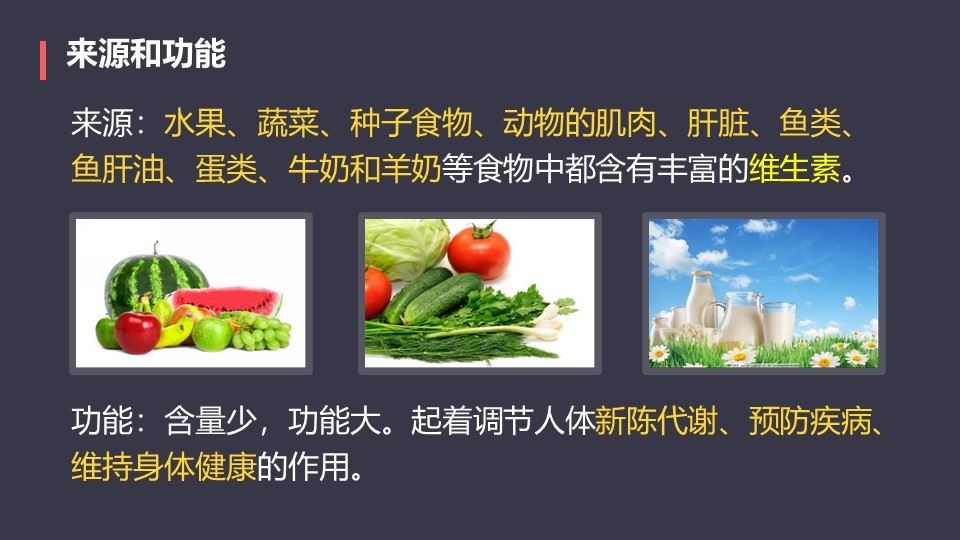 来源和功能
来源：水果、蔬菜、种子食物、动物的肌肉、肝脏、鱼类、
鱼肝油、蛋类、牛奶和羊奶等食物中都含有丰富的维生素。
功能：含量少，功能大。起着调节人体新陈代谢、预防疾病、
维持身体健康的作用。